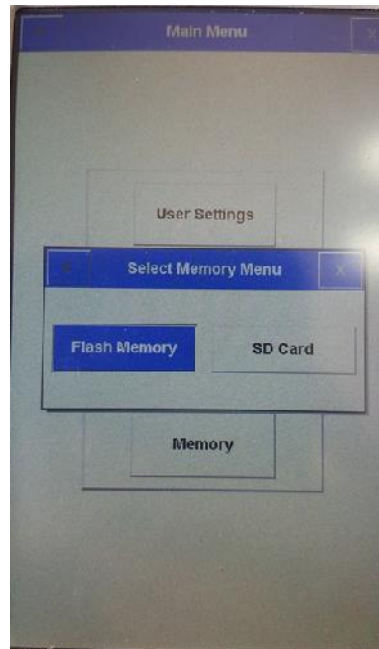 Main Menu
X
User Settings
Select Memory Menu
X
Flash Memory
SD Card
Memory